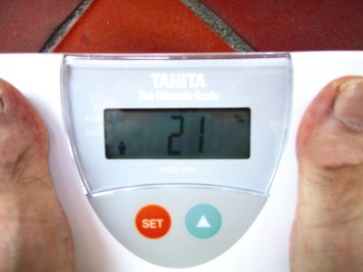 TANITA
The Ultimate Scale
21 %
SET